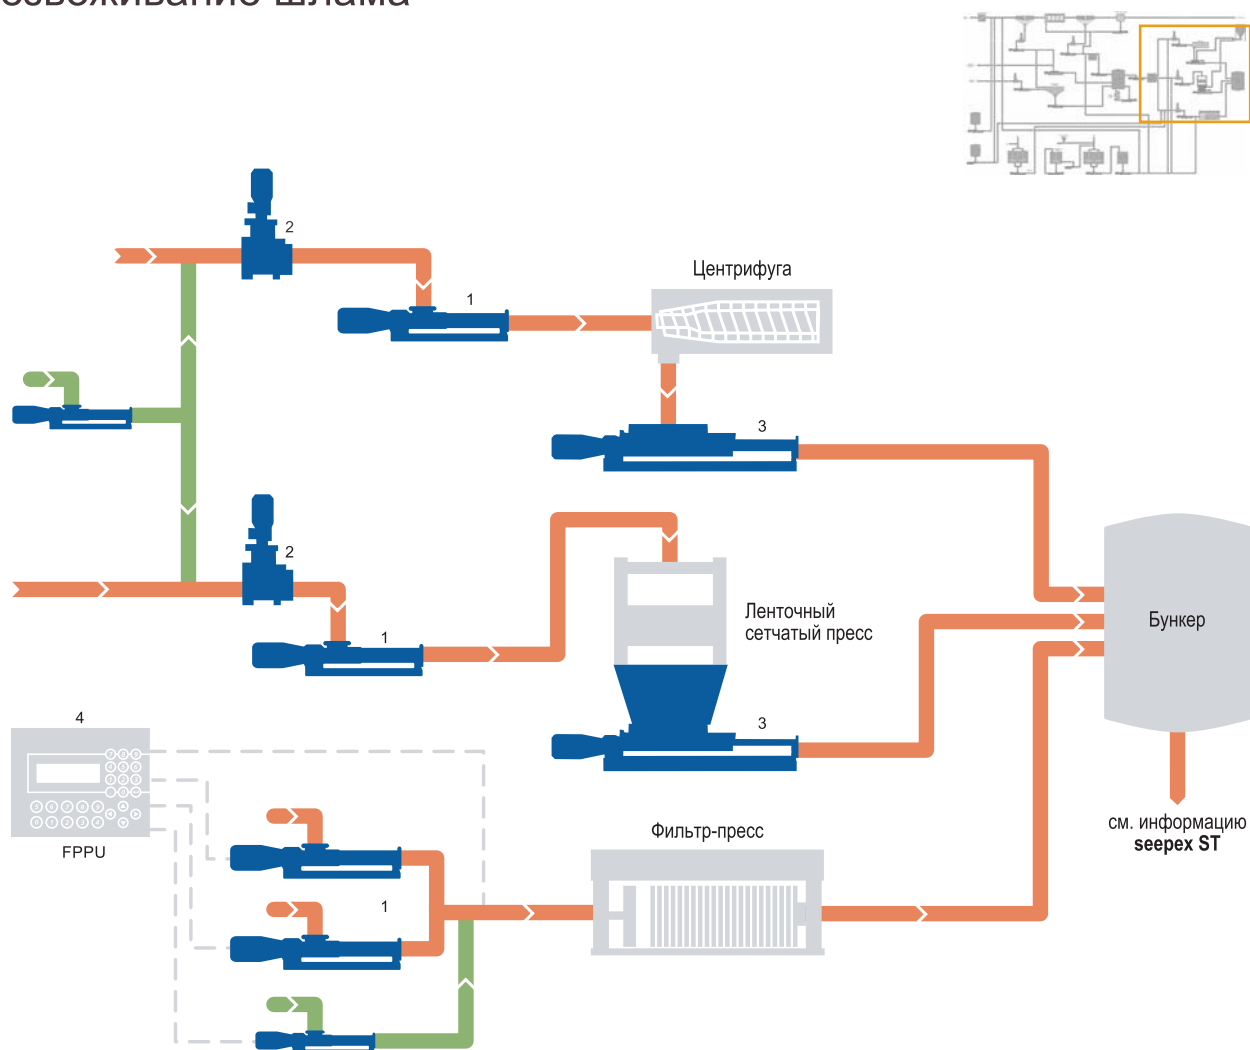 шлама
2
Центрифуга
1
3
2
Ленточный
сетчатый пресс
1
Бункер
3
4
см. информацию
seepex ST
Фильтр-пресс
FPPU
1